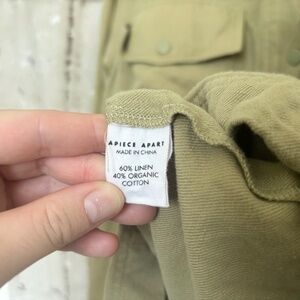 APIECE APART
MADE IN CHINA
60% LINEN
40% ORGANIC
COTTON